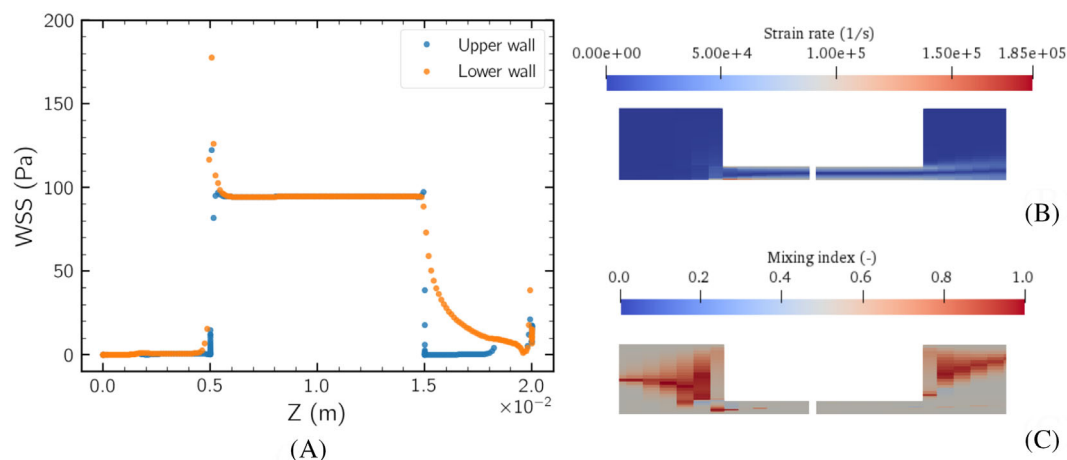 200
150
100
50
0
WSS (Pa)
Upper wall
Lower wall
0.0
0.5
1.0
1.5
2.0
×10⁻²
Z (m)
(A)
Strain rate (1/s)
0.00e+00 5.00e+4 1.00e+5 1.50e+5 1.85e+05
(B)
Mixing index (-)
0.0 0.2 0.4 0.6 0.8 1.0
(C)